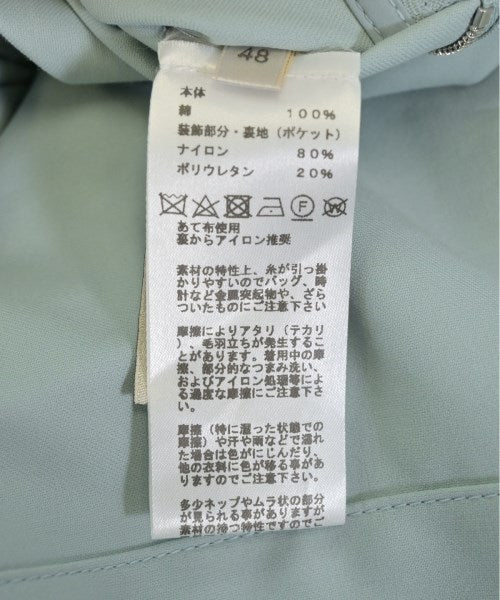 48
本体
綿 100%
装飾部分・裏地(ポケット)
ナイロン 80%
ポリウレタン 20%
F
W
あて布使用
裏からアイロン推奨
素材の特性上、糸が引っ掛
かりやすいのでバッグ、時
計など金属突起物や、ざら
ついたものにご注意下さい
摩擦によりアタリ(テカリ
)、毛羽立ちが発生するこ
とがあります。着用中の摩
擦、部分的なつまみ洗い、
およびアイロン処理等によ
る過度な摩擦にご注意下さ
い。
摩擦(特に湿った状態での
摩擦)や汗や雨などで濡れ
た場合は色がにじんだり、
他の衣料に色が移る事があ
りますのでご注意下さい。
多少ネップやムラ状の部分
が見られる事がありますが
素材の持つ特性ですのでご